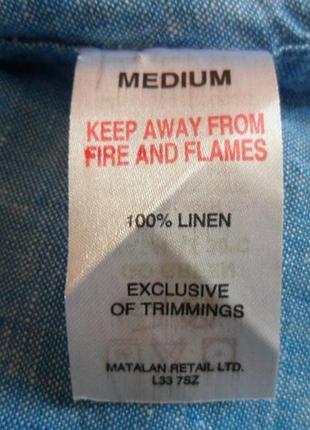 MEDIUM
KEEP AWAY FROM
FIRE AND FLAMES
100% LINEN
EXCLUSIVE
OF TRIMMINGS
MATALAN RETAIL LTD.
L33 7SZ